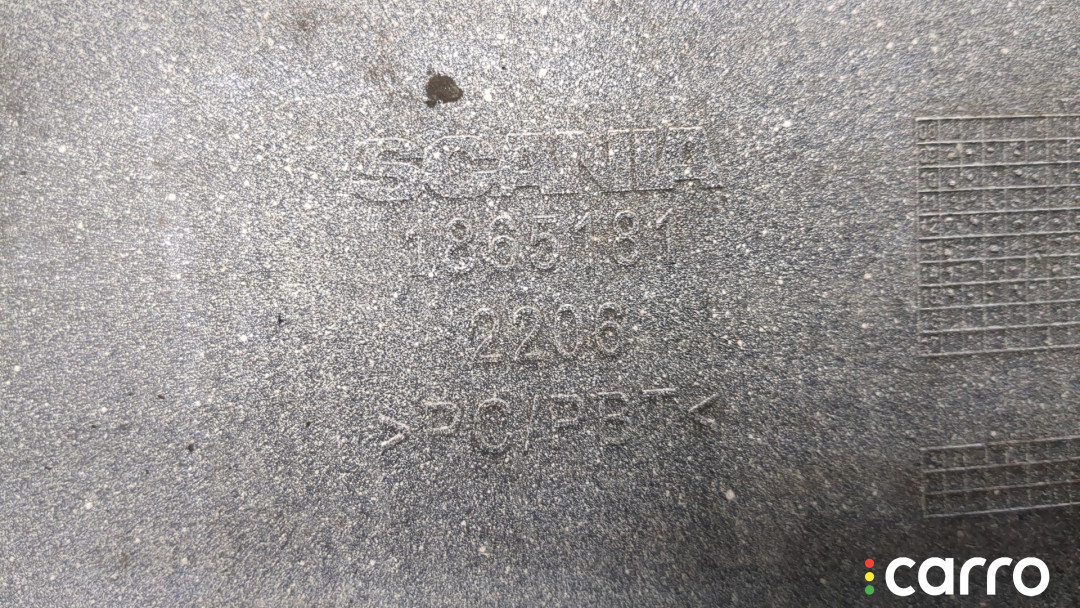 SCANIA
1865181
2206
>PC/PBT<
carro